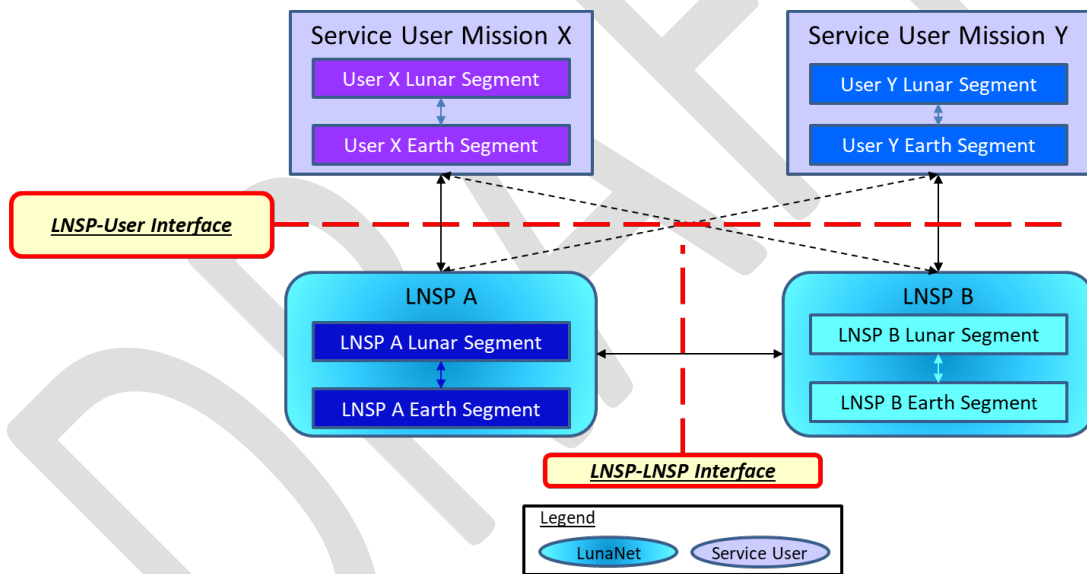 Service User Mission X
User X Lunar Segment
User X Earth Segment
Service User Mission Y
User Y Lunar Segment
User Y Earth Segment
LNSP-User Interface
LNSP A
LNSP A Lunar Segment
LNSP A Earth Segment
LNSP B
LNSP B Lunar Segment
LNSP B Earth Segment
LNSP-LNSP Interface
Legend
LunaNet
Service User